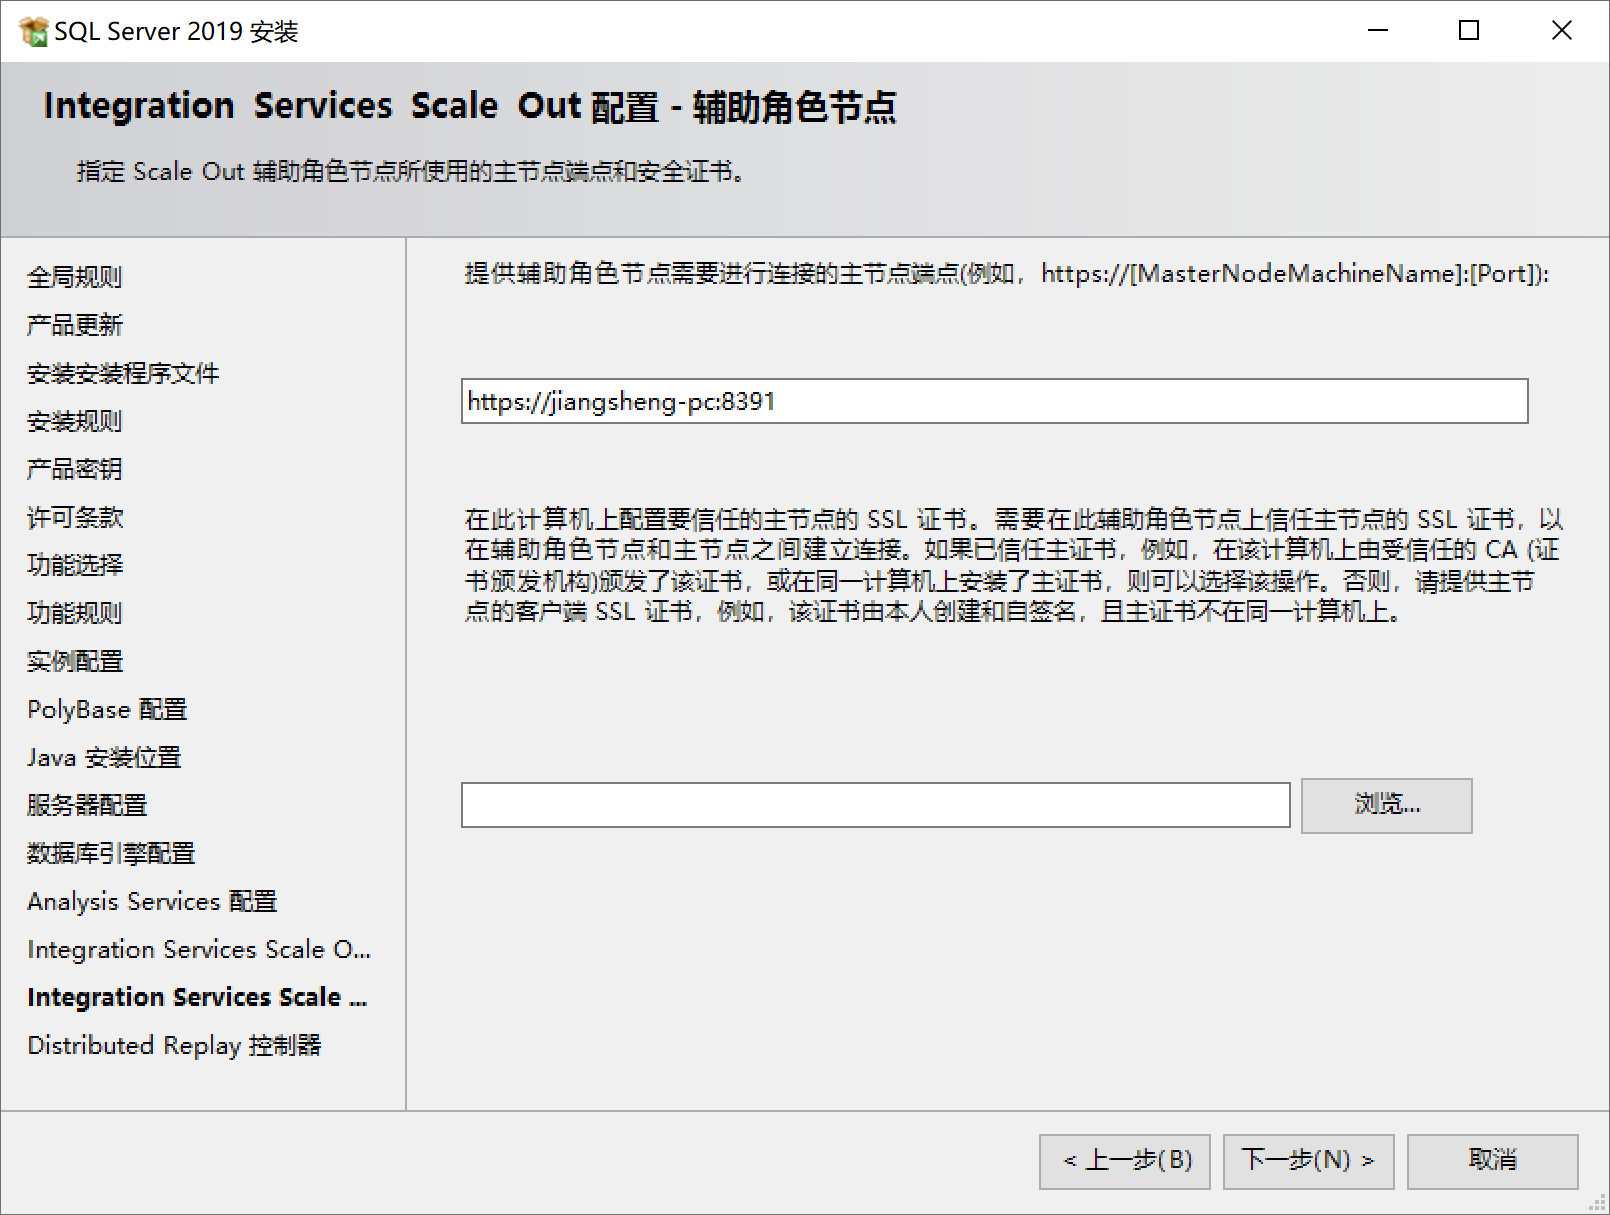 SQL Server 2019 安装
Integration Services Scale Out 配置 - 辅助角色节点
指定 Scale Out 辅助角色节点所使用的主节点端点和安全证书。
全局规则
产品更新
安装安装程序文件
安装规则
产品密钥
许可条款
功能选择
功能规则
实例配置
PolyBase 配置
Java 安装位置
服务器配置
数据库引擎配置
Analysis Services 配置
Integration Services Scale O...
Integration Services Scale ...
Distributed Replay 控制器
提供辅助角色节点需要进行连接的主节点端点(例如，https://[MasterNodeMachineName]:[Port]):
https://jiangsheng-pc:8391
在此计算机上配置要信任的主节点的 SSL 证书。需要在此辅助角色节点上信任主节点的 SSL 证书，以
在辅助角色节点和主节点之间建立连接。如果已信任主证书，例如，在该计算机上由受信任的 CA (证
书颁发机构)颁发了该证书，或在同一计算机上安装了主证书，则可以选择该操作。否则，请提供主节
点的客户端 SSL 证书，例如，该证书由本人创建和自签名，且主证书不在同一计算机上。
浏览...
< 上一步(B)
下一步(N) >
取消